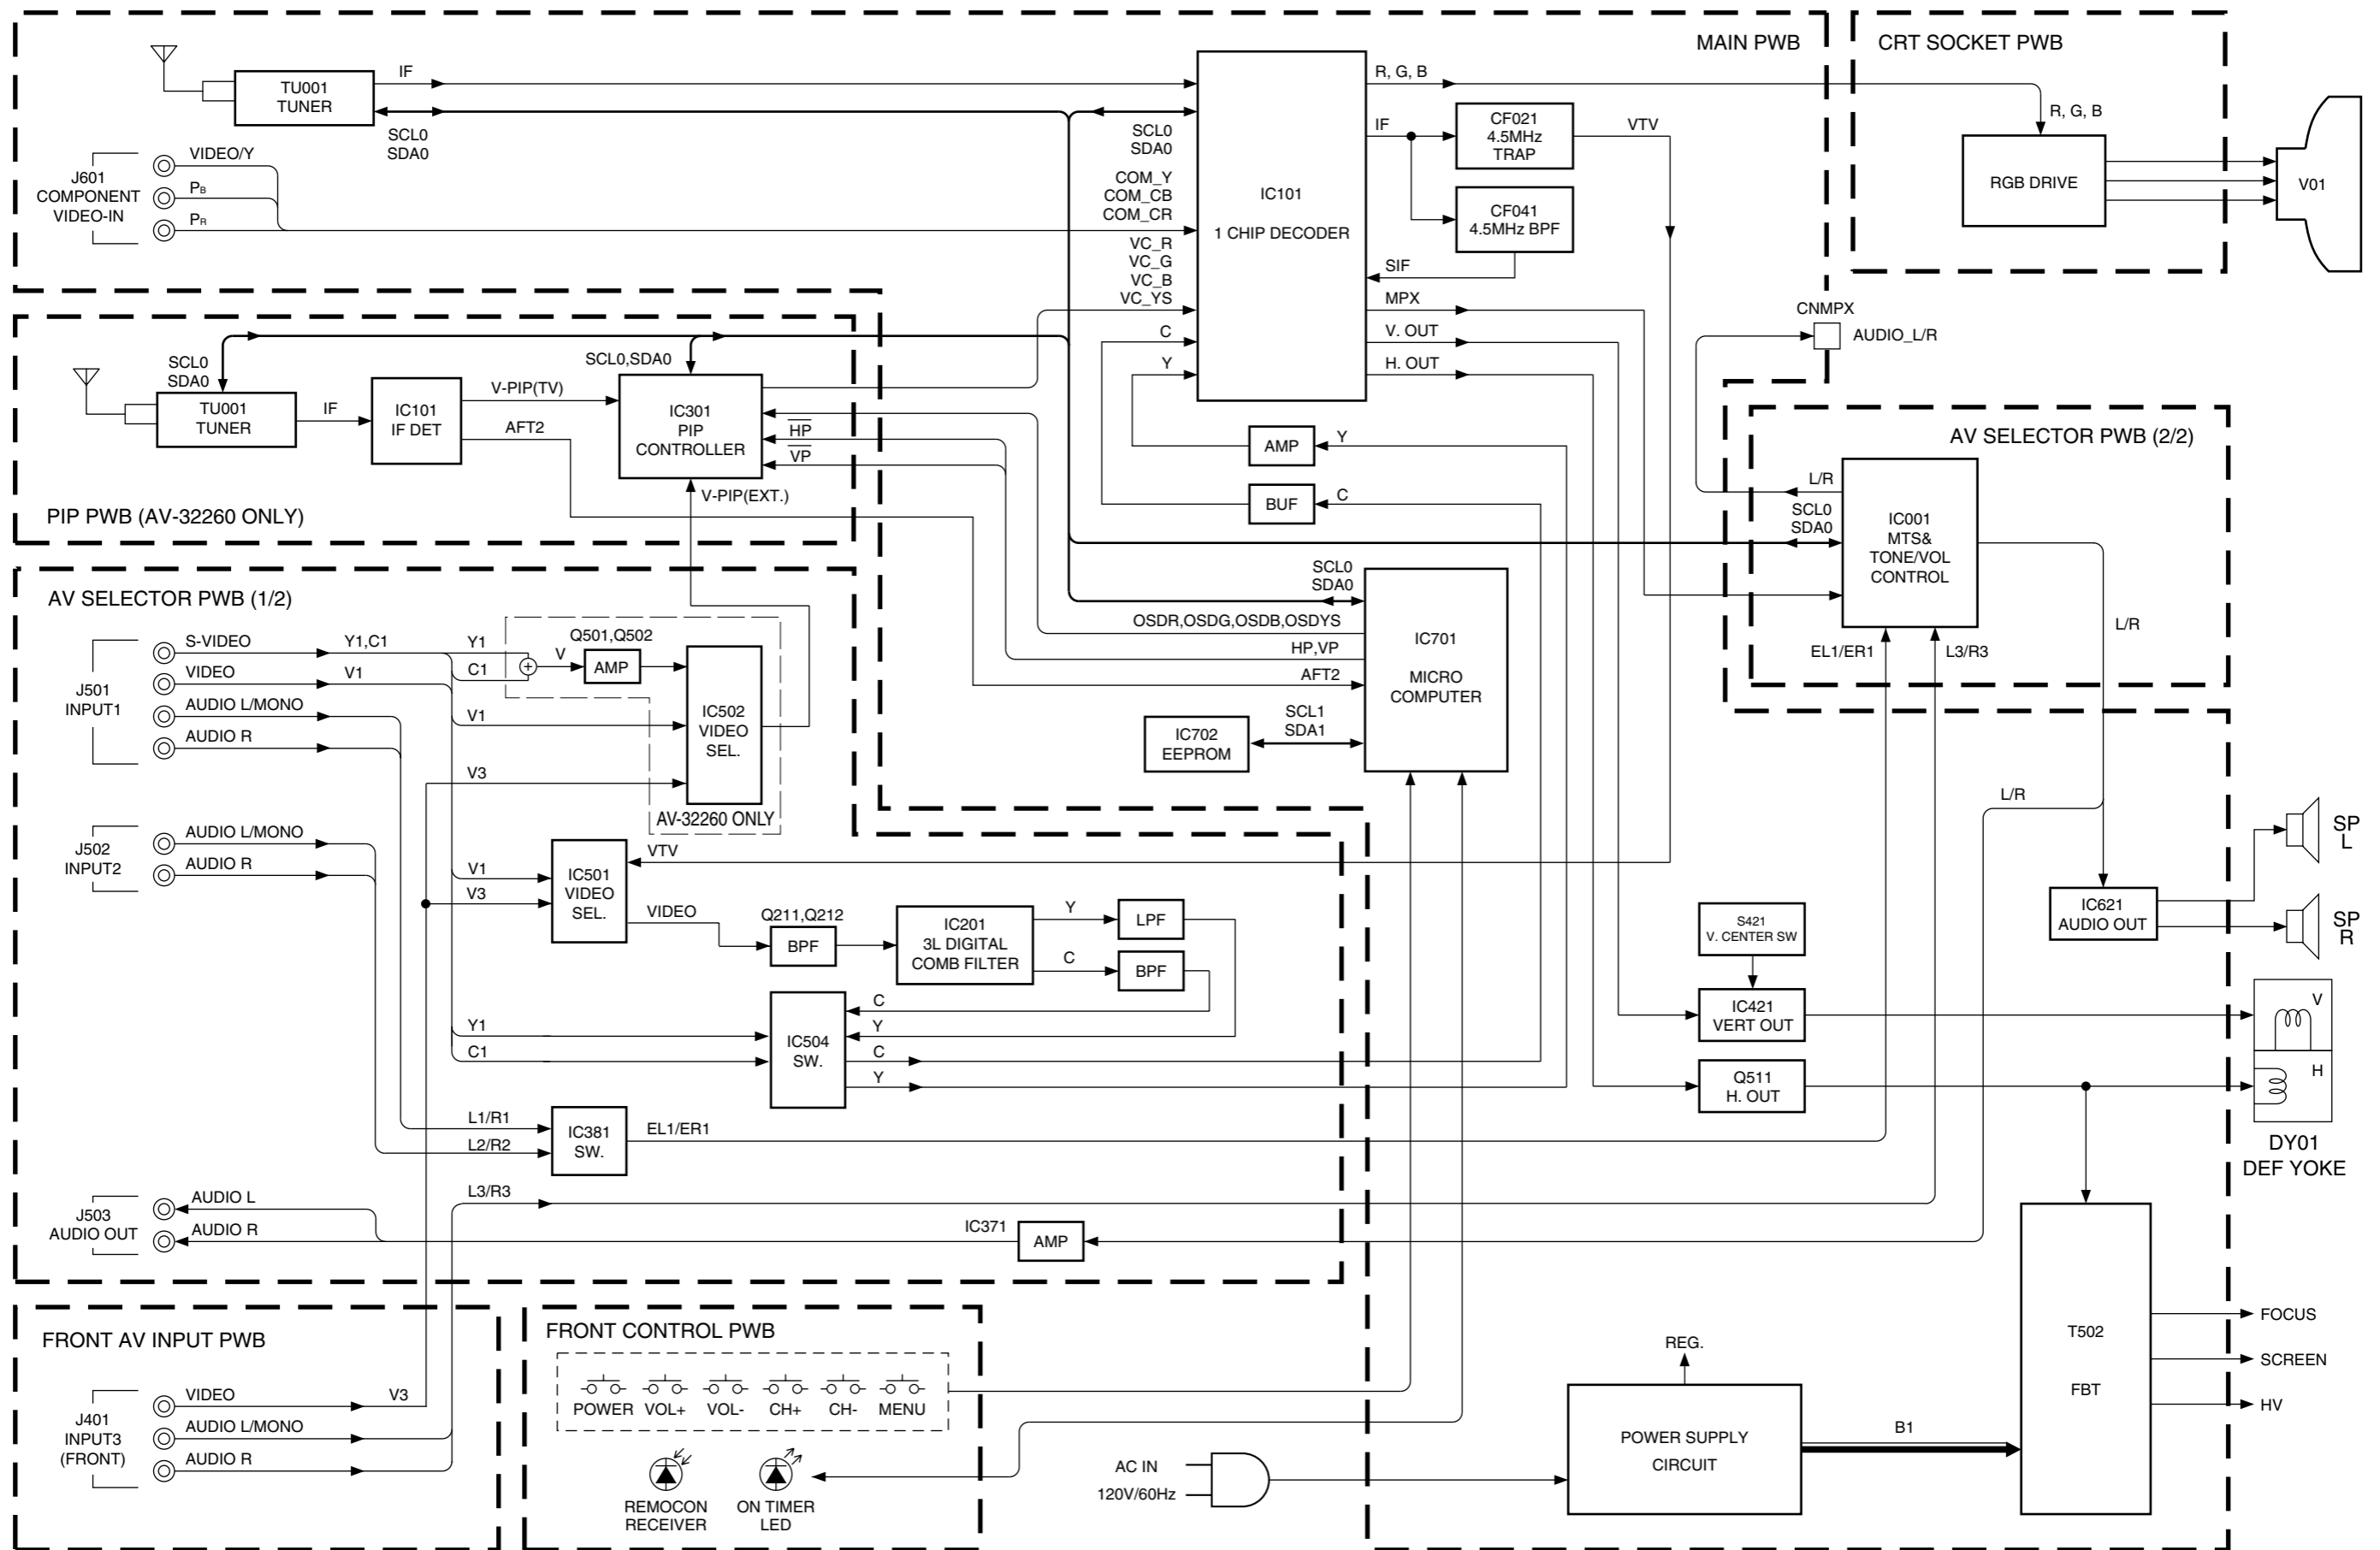 MAIN PWB
CRT SOCKET PWB
TU001
TUNER
IF
SCL0
SDA0
J601
COMPONENT
VIDEO-IN
VIDEO/Y
PB
PR
SCL0
SDA0
COM_Y
COM_CB
COM_CR
VC_R
VC_G
VC_B
VC_YS
C
Y
IC101
1 CHIP DECODER
R, G, B
IF
CF021
4.5MHz
TRAP
VTV
CF041
4.5MHz BPF
SIF
MPX
V. OUT
H. OUT
R, G, B
RGB DRIVE
V01
CNMPX
AUDIO_L/R
SCL0
SDA0
TU001
TUNER
IF
IC101
IF DET
V-PIP(TV)
AFT2
SCL0,SDA0
IC301
PIP
CONTROLLER
HP
VP
V-PIP(EXT.)
PIP PWB (AV-32260 ONLY)
AMP
Y
BUF
C
AV SELECTOR PWB (2/2)
L/R
SCL0
SDA0
IC001
MTS&
TONE/VOL
CONTROL
EL1/ER1
L3/R3
L/R
AV SELECTOR PWB (1/2)
J501
INPUT1
S-VIDEO
VIDEO
AUDIO L/MONO
AUDIO R
Y1,C1
V1
Y1
C1
V1
V3
Q501,Q502
V
AMP
IC502
VIDEO
SEL.
AV-32260 ONLY
SCL0
SDA0
OSDR,OSDG,OSDB,OSDYS
HP,VP
AFT2
IC701
MICRO
COMPUTER
IC702
EEPROM
SCL1
SDA1
J502
INPUT2
AUDIO L/MONO
AUDIO R
V1
V3
IC501
VIDEO
SEL.
VTV
VIDEO
Q211,Q212
BPF
IC201
3L DIGITAL
COMB FILTER
Y
C
LPF
BPF
Y1
C1
IC504
SW.
C
Y
C
Y
L/R
SP
L
SP
R
IC621
AUDIO OUT
S421
V. CENTER SW
IC421
VERT OUT
Q511
H. OUT
V
H
DY01
DEF YOKE
L1/R1
L2/R2
IC381
SW.
EL1/ER1
L3/R3
J503
AUDIO OUT
AUDIO L
AUDIO R
IC371
AMP
FRONT AV INPUT PWB
J401
INPUT3
(FRONT)
VIDEO
AUDIO L/MONO
AUDIO R
V3
FRONT CONTROL PWB
POWER VOL+ VOL- CH+ CH- MENU
REMOCON
RECEIVER
ON TIMER
LED
AC IN
120V/60Hz
REG.
POWER SUPPLY
CIRCUIT
B1
T502
FBT
FOCUS
SCREEN
HV